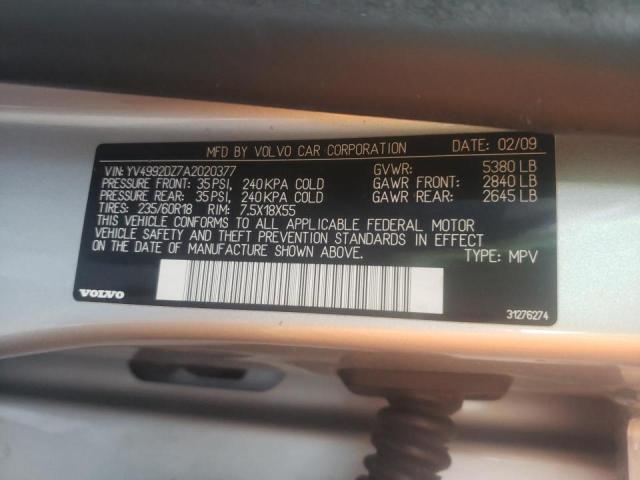 MFD BY VOLVO CAR CORPORATION DATE: 02/09
VIN: YV4992DZ7A2020377 GVWR: 5380 LB
PRESSURE FRONT: 35 PSI, 240 KPA COLD GAWR FRONT: 2840 LB
PRESSURE REAR: 35 PSI, 240 KPA COLD GAWR REAR: 2645 LB
TIRES: 235/60R18 RIM: 7.5X18X55
THIS VEHICLE CONFORMS TO ALL APPLICABLE FEDERAL MOTOR
VEHICLE SAFETY AND THEFT PREVENTION STANDARDS IN EFFECT
ON THE DATE OF MANUFACTURE SHOWN ABOVE. TYPE: MPV
VOLVO 31276274